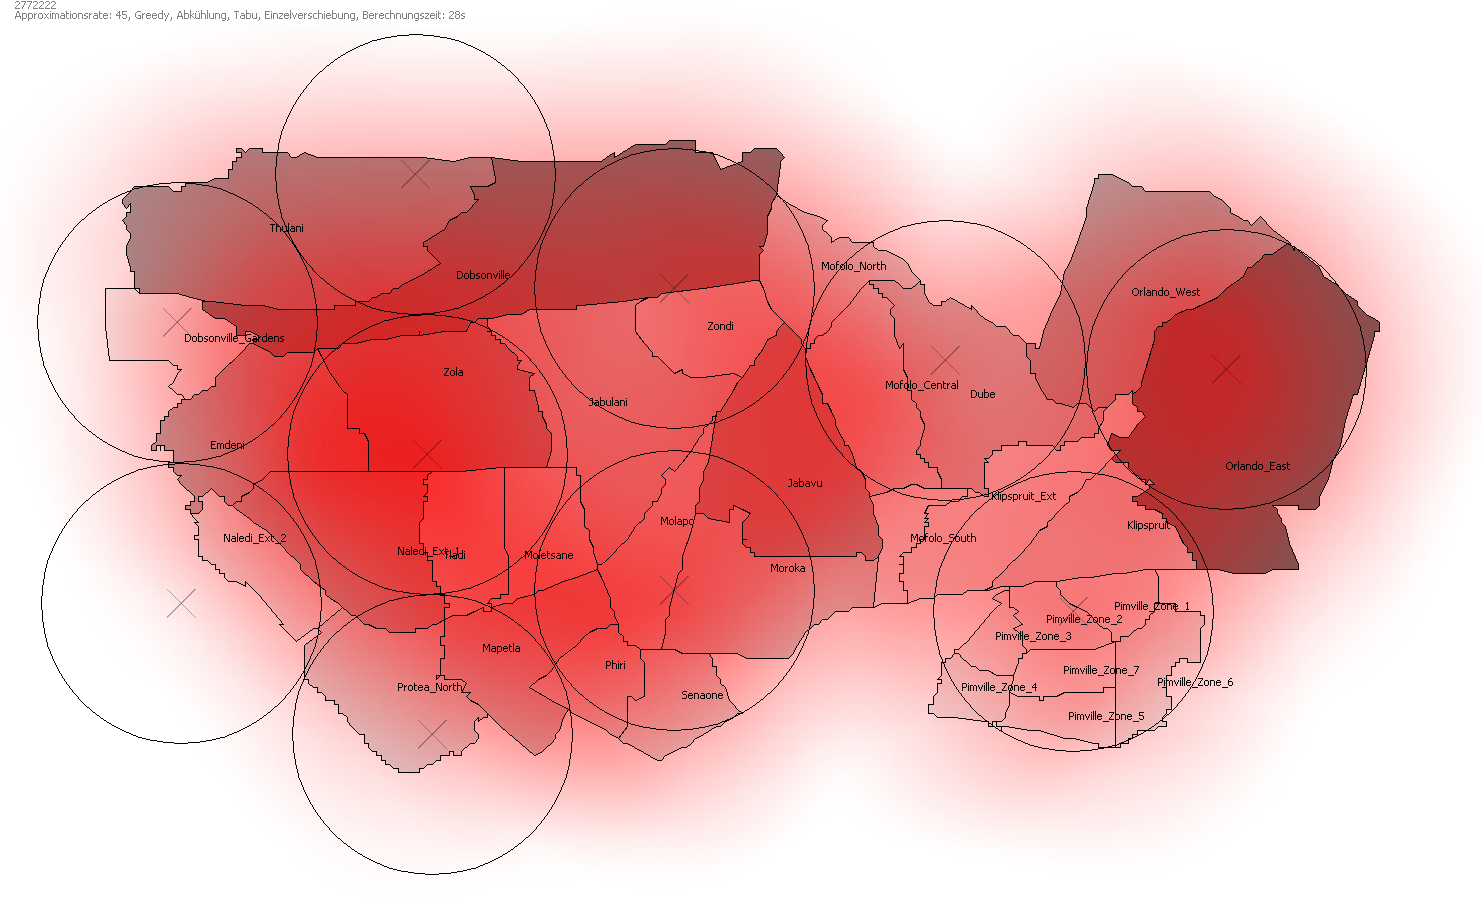 2772222
Approximationsrate: 45, Greedy, Abkühlung, Tabu, Einzelverschiebung, Berechnungszeit: 28s
Thulani
Mofolo_North
Dobsonville
Orlando_West
Zondi
Dobsonville_Gardens
Zola
Mofolo_Central
Dube
Jabulani
Emdeni
Orlando_East
Jabavu
Klipspruit_Ext
Molapo
Klipspruit
Naledi_Ext_2
Mofolo_South
Naledi_Ext_1
Tladi
Moletsane
Moroka
Pimville_Zone_1
Pimville_Zone_2
Pimville_Zone_3
Mapetla
Phiri
Pimville_Zone_7
Pimville_Zone_6
Protea_North
Pimville_Zone_4
Senaone
Pimville_Zone_5